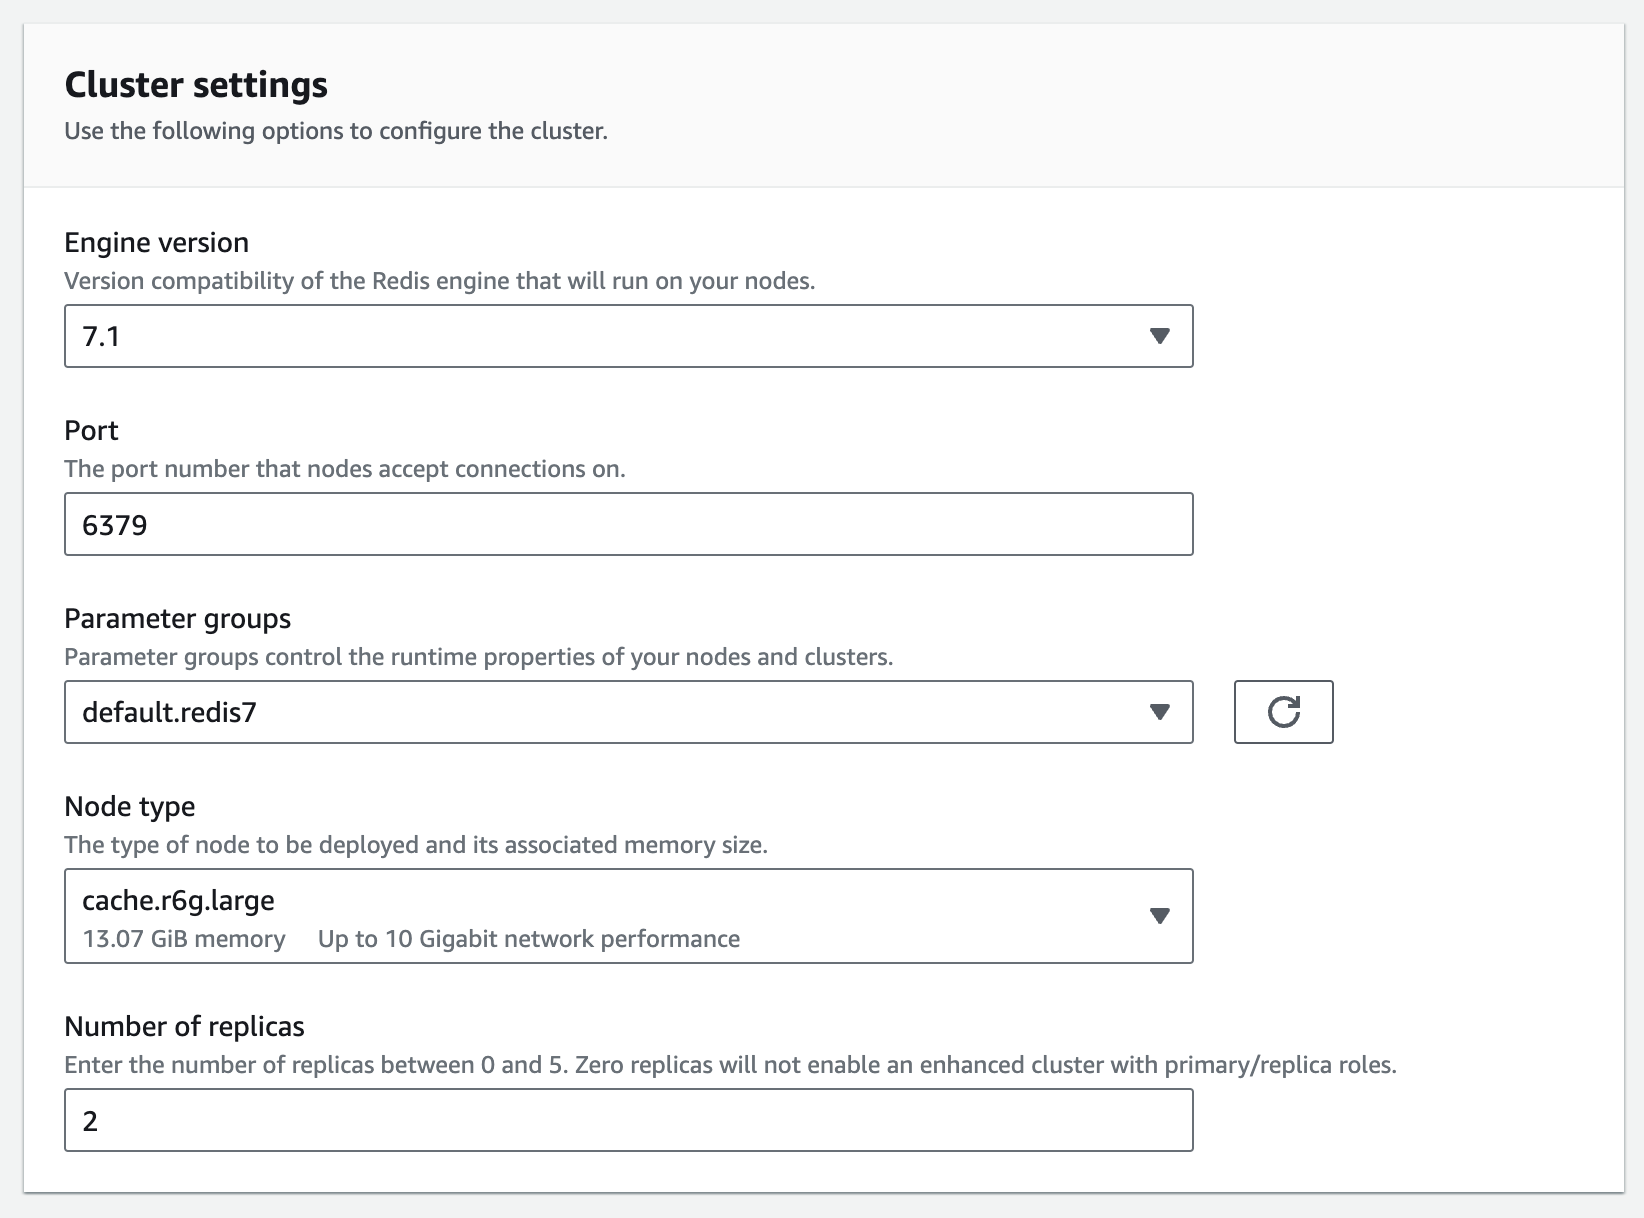 Cluster settings
Use the following options to configure the cluster.
Engine version
Version compatibility of the Redis engine that will run on your nodes.
7.1
Port
The port number that nodes accept connections on.
6379
Parameter groups
Parameter groups control the runtime properties of your nodes and clusters.
default.redis7
Node type
The type of node to be deployed and its associated memory size.
cache.r6g.large
13.07 GiB memory Up to 10 Gigabit network performance
Number of replicas
Enter the number of replicas between 0 and 5. Zero replicas will not enable an enhanced cluster with primary/replica roles.
2